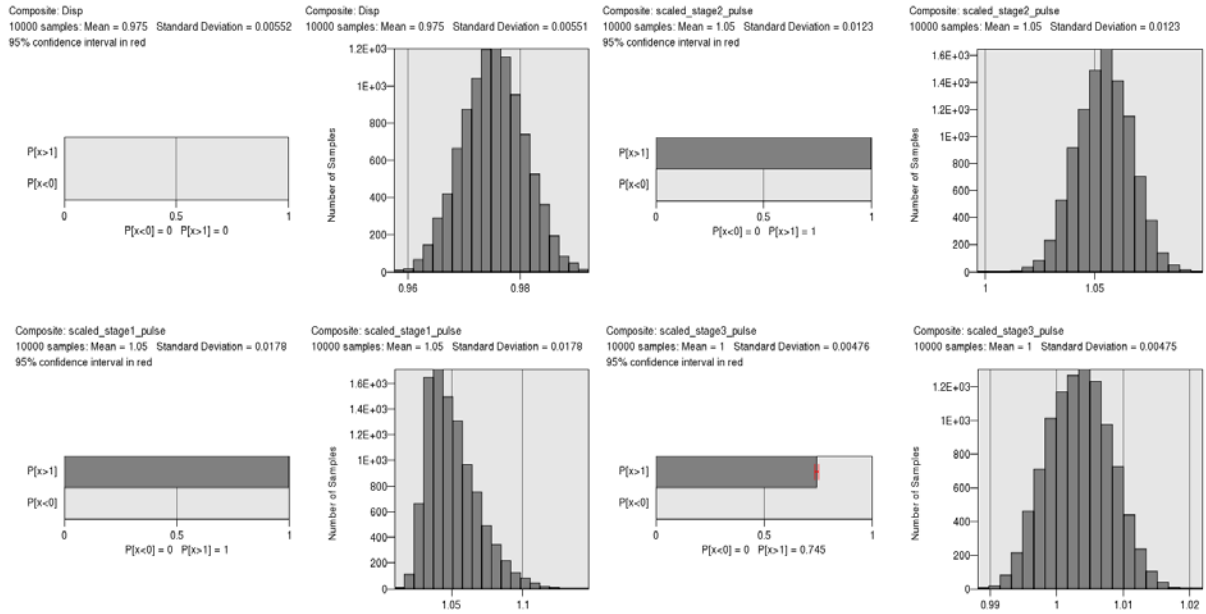 Composite: Disp
10000 samples: Mean = 0.975 Standard Deviation = 0.00552
95% confidence interval in red
P[x>1]
P[x<0]
0 0.5 1
P[x<0] = 0 P[x>1] = 0
Composite: Disp
10000 samples: Mean = 0.975 Standard Deviation = 0.00551
Number of Samples
1.2E+03
1E+03
800
600
400
200
0
0.96 0.98
Composite: scaled_stage2_pulse
10000 samples: Mean = 1.05 Standard Deviation = 0.0123
95% confidence interval in red
P[x>1]
P[x<0]
0 0.5 1
P[x<0] = 0 P[x>1] = 1
Composite: scaled_stage2_pulse
10000 samples: Mean = 1.05 Standard Deviation = 0.0123
Number of Samples
1.6E+03
1.4E+03
1.2E+03
1E+03
800
600
400
200
0
1 1.05
Composite: scaled_stage1_pulse
10000 samples: Mean = 1.05 Standard Deviation = 0.0178
95% confidence interval in red
P[x>1]
P[x<0]
0 0.5 1
P[x<0] = 0 P[x>1] = 1
Composite: scaled_stage1_pulse
10000 samples: Mean = 1.05 Standard Deviation = 0.0178
Number of Samples
1.6E+03
1.4E+03
1.2E+03
1E+03
800
600
400
200
0
1.05 1.1
Composite: scaled_stage3_pulse
10000 samples: Mean = 1 Standard Deviation = 0.00476
95% confidence interval in red
P[x>1]
P[x<0]
0 0.5 1
P[x<0] = 0 P[x>1] = 0.745
Composite: scaled_stage3_pulse
10000 samples: Mean = 1 Standard Deviation = 0.00475
Number of Samples
1.2E+03
1E+03
800
600
400
200
0
0.99 1 1.01 1.02